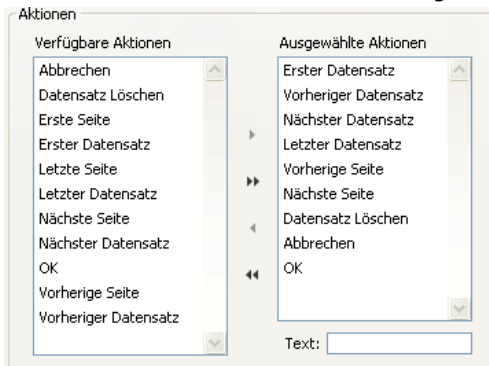 Aktionen
Verfügbare Aktionen
Abbrechen
Datensatz Löschen
Erste Seite
Erster Datensatz
Letzte Seite
Letzter Datensatz
Nächste Seite
Nächster Datensatz
OK
Vorherige Seite
Vorheriger Datensatz
Ausgewählte Aktionen
Erster Datensatz
Vorheriger Datensatz
Nächster Datensatz
Letzter Datensatz
Vorherige Seite
Nächste Seite
Datensatz Löschen
Abbrechen
OK
Text: